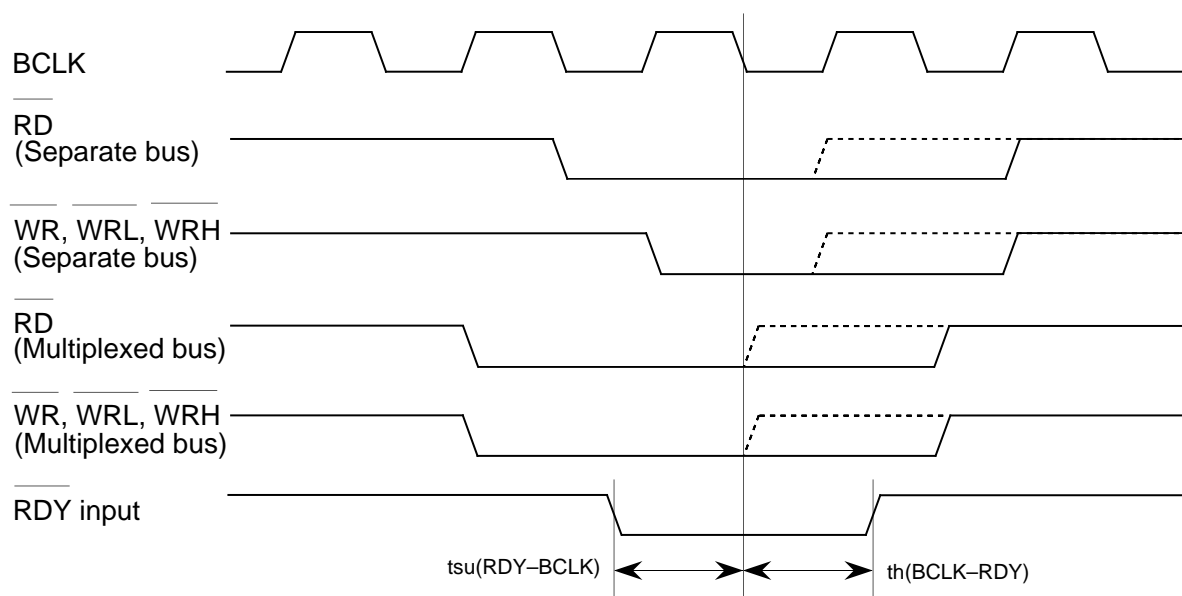 BCLK
RD
(Separate bus)
WR, WRL, WRH
(Separate bus)
RD
(Multiplexed bus)
WR, WRL, WRH
(Multiplexed bus)
RDY input
tsu(RDY–BCLK)
th(BCLK–RDY)